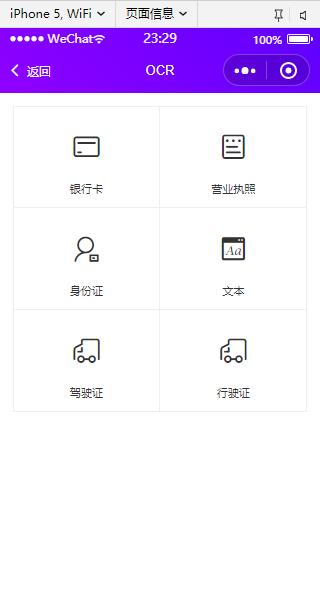 iPhone 5, WiFi 页面信息
WeChat 23:29 100%
返回 OCR
银行卡 营业执照
身份证 Aa 文本
驾驶证 行驶证